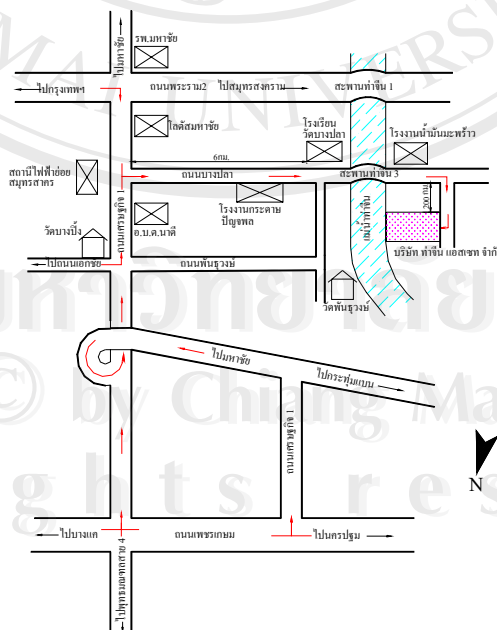 รพ.มหาชัย
ไปมหาชัย
ไปกรุงเทพฯ
ถนนพระราม2
ไปสมุทรสงคราม
สะพานท่าจีน 1
โลตัสมหาชัย
โรงเรียน
วัดบางปลา
โรงงานน้ำมันมะพร้าว
6กม.
สถานีไฟฟ้าย่อย
สมุทรสาคร
ถนนบางปลา
สะพานท่าจีน 3
200 กม.
ถนนเศรษฐกิจ 1
โรงงานกระดาษ
ปัญจพล
แม่น้ำท่าจีน
วัดบางปิ้ง
อ.บ.ต.นาดี
บริษัท ท่าจีน แอสเซท จำกั
ไปถนนเอกชัย
ถนนพันธุวงษ์
วัดพันธุวงษ์
ไปมหาชัย
ไปกระทุ่มแบน
ถนนเศรษฐกิจ 1
© by Chiang Ma
ights res
N
ไปบางแค
ถนนเพชรเกษม
ไปนครปฐม
ไปพุทธมณฑลสาย 4